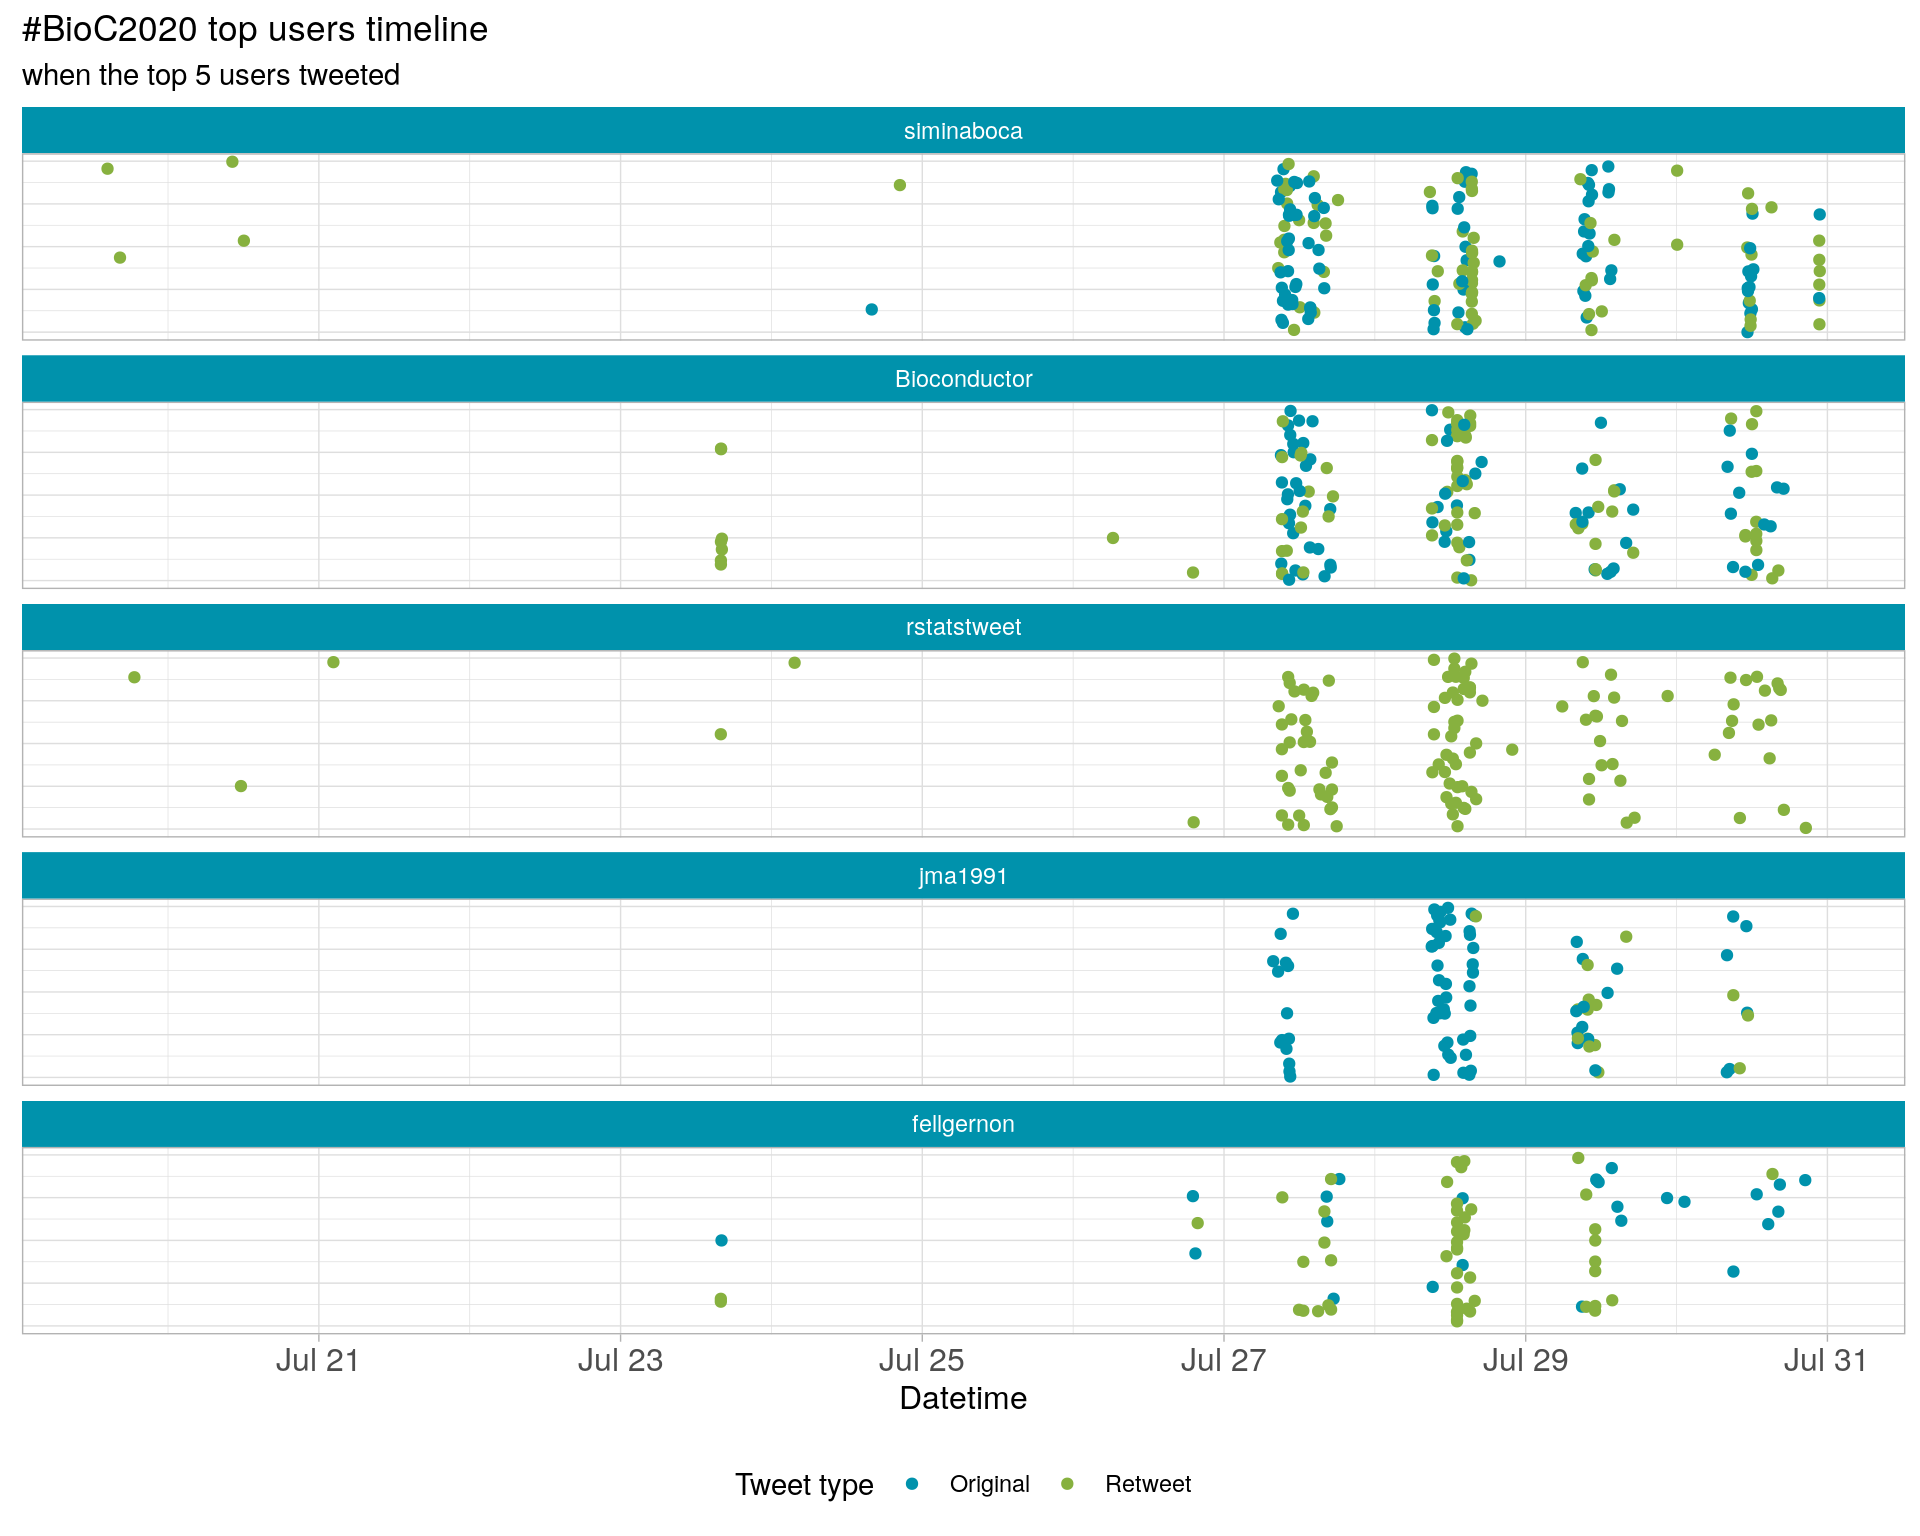 #BioC2020 top users timeline
when the top 5 users tweeted
siminaboca
Bioconductor
rstatstweet
jma1991
fellgernon
Jul 21 Jul 23 Jul 25 Jul 27 Jul 29 Jul 31
Datetime
Tweet type Original Retweet